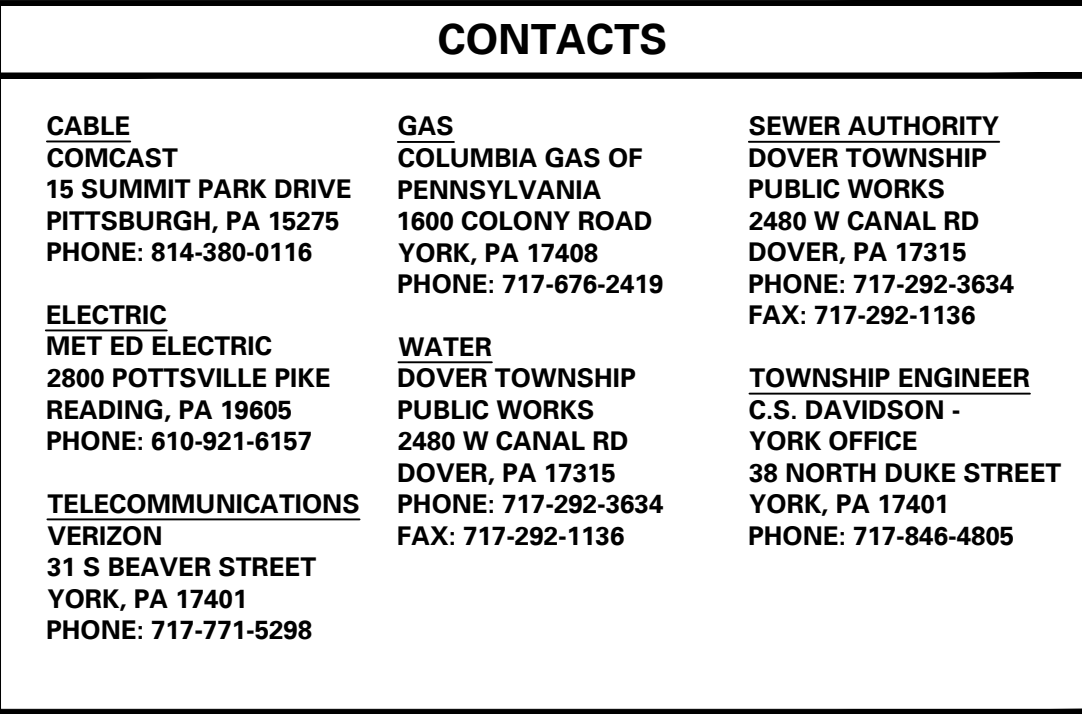 CONTACTS
CABLE
COMCAST
15 SUMMIT PARK DRIVE
PITTSBURGH, PA 15275
PHONE: 814-380-0116
ELECTRIC
MET ED ELECTRIC
2800 POTTSVILLE PIKE
READING, PA 19605
PHONE: 610-921-6157
TELECOMMUNICATIONS
VERIZON
31 S BEAVER STREET
YORK, PA 17401
PHONE: 717-771-5298
GAS
COLUMBIA GAS OF
PENNSYLVANIA
1600 COLONY ROAD
YORK, PA 17408
PHONE: 717-676-2419
WATER
DOVER TOWNSHIP
PUBLIC WORKS
2480 W CANAL RD
DOVER, PA 17315
PHONE: 717-292-3634
FAX: 717-292-1136
SEWER AUTHORITY
DOVER TOWNSHIP
PUBLIC WORKS
2480 W CANAL RD
DOVER, PA 17315
PHONE: 717-292-3634
FAX: 717-292-1136
TOWNSHIP ENGINEER
C.S. DAVIDSON -
YORK OFFICE
38 NORTH DUKE STREET
YORK, PA 17401
PHONE: 717-846-4805